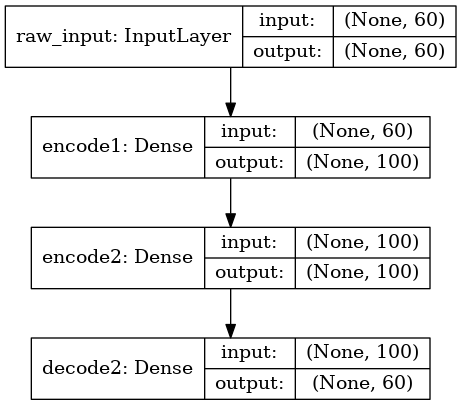 raw_input: InputLayer
input: (None, 60)
output: (None, 60)
encode1: Dense
input: (None, 60)
output: (None, 100)
encode2: Dense
input: (None, 100)
output: (None, 100)
decode2: Dense
input: (None, 100)
output: (None, 60)